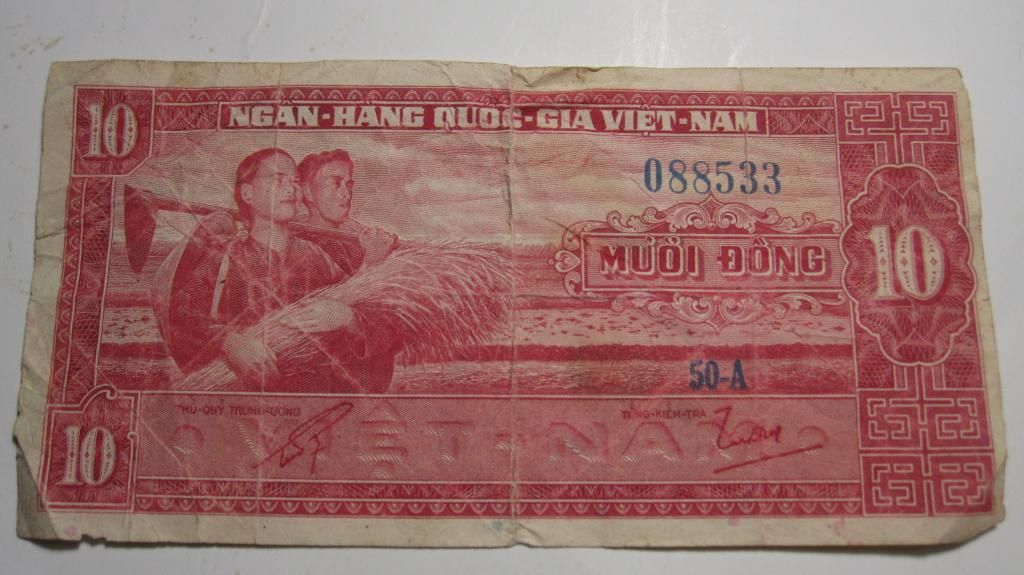 10
NGÂN-HÀNG QUỐC-GIA VIỆT-NAM
088533
MƯỜI ĐỒNG
10
50-A
THỦ-QUỸ TRUNG-ƯƠNG
TỔNG-KIỂM-TRA
VIỆT-NAM
10